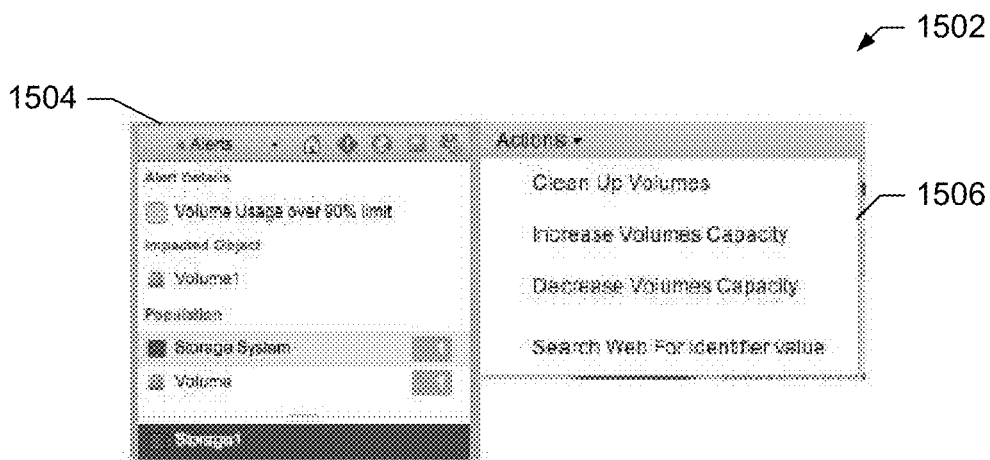 1502
1504
Alerts
Actions
Alert Details
Clean Up Volumes
Volume Usage over 90% limit
1506
Impacted Object
Increase Volumes Capacity
Volume1
Decrease Volumes Capacity
Population
Storage System
Search Web For Identifier value
Volume
Storage1